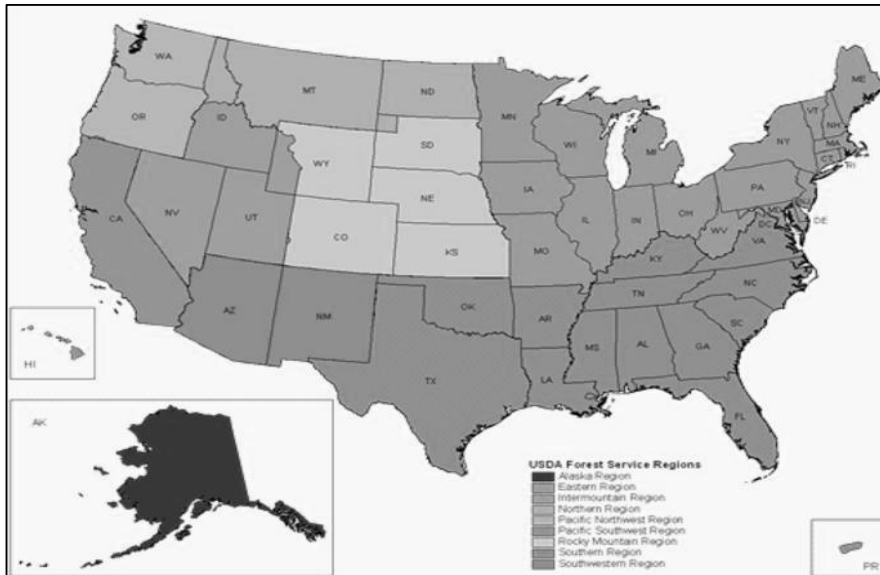 WA
MT
ND
MN
ME
OR
ID
SD
WI
MI
VT
NH
NY
MA
CT
RI
WY
IA
NE
PA
NJ
NV
UT
CO
IL
IN
OH
MD
DE
DC
WV
VA
CA
KS
MO
KY
NC
TN
AZ
NM
OK
AR
SC
MS
AL
GA
TX
LA
FL
HI
AK
USDA Forest Service Regions
Alaska Region
Eastern Region
Intermountain Region
Northern Region
Pacific Northwest Region
Pacific Southwest Region
Rocky Mountain Region
Southern Region
Southwestern Region
PR